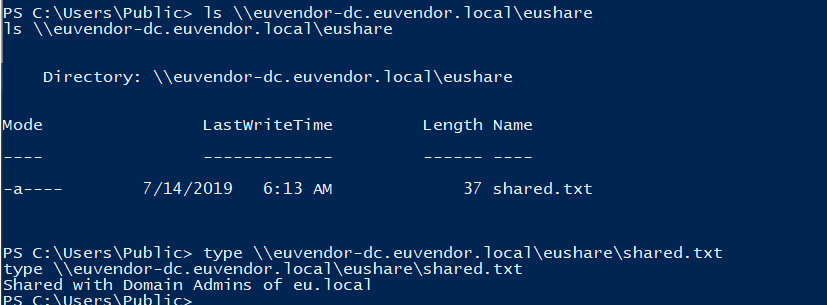 PS C:\Users\Public> ls \\euvendor-dc.euvendor.local\eushare
ls \\euvendor-dc.euvendor.local\eushare
Directory: \\euvendor-dc.euvendor.local\eushare
Mode LastWriteTime Length Name
---- ------------- ------ ----
-a---- 7/14/2019 6:13 AM 37 shared.txt
PS C:\Users\Public> type \\euvendor-dc.euvendor.local\eushare\shared.txt
type \\euvendor-dc.euvendor.local\eushare\shared.txt
Shared with Domain Admins of eu.local
PS C:\Users\Public>